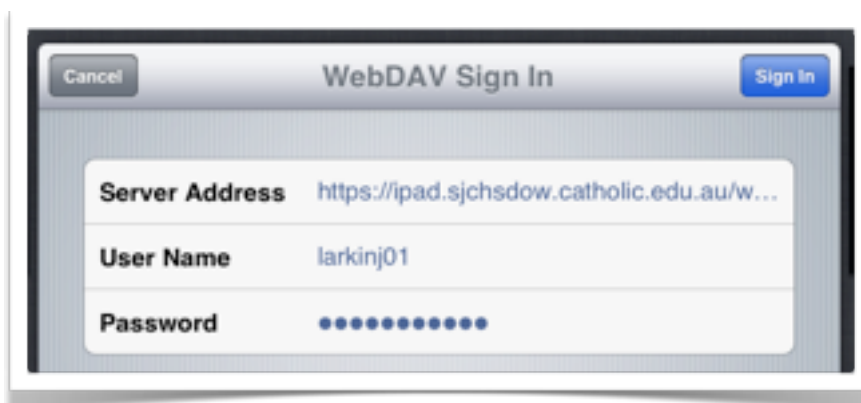 Cancel WebDAV Sign In Sign In
Server Address https://ipad.sjchsdow.catholic.edu.au/w...
User Name larkinj01
Password ●●●●●●●●●●●